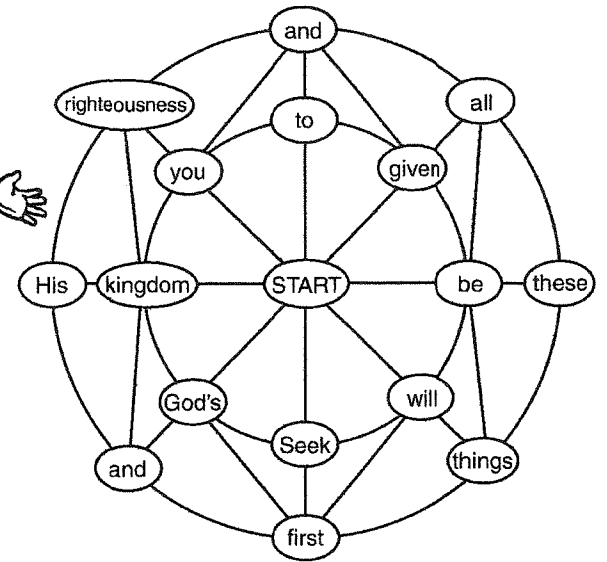 and
righteousness
all
to
you
given
His
kingdom
START
be
these
God's
will
Seek
and
things
first